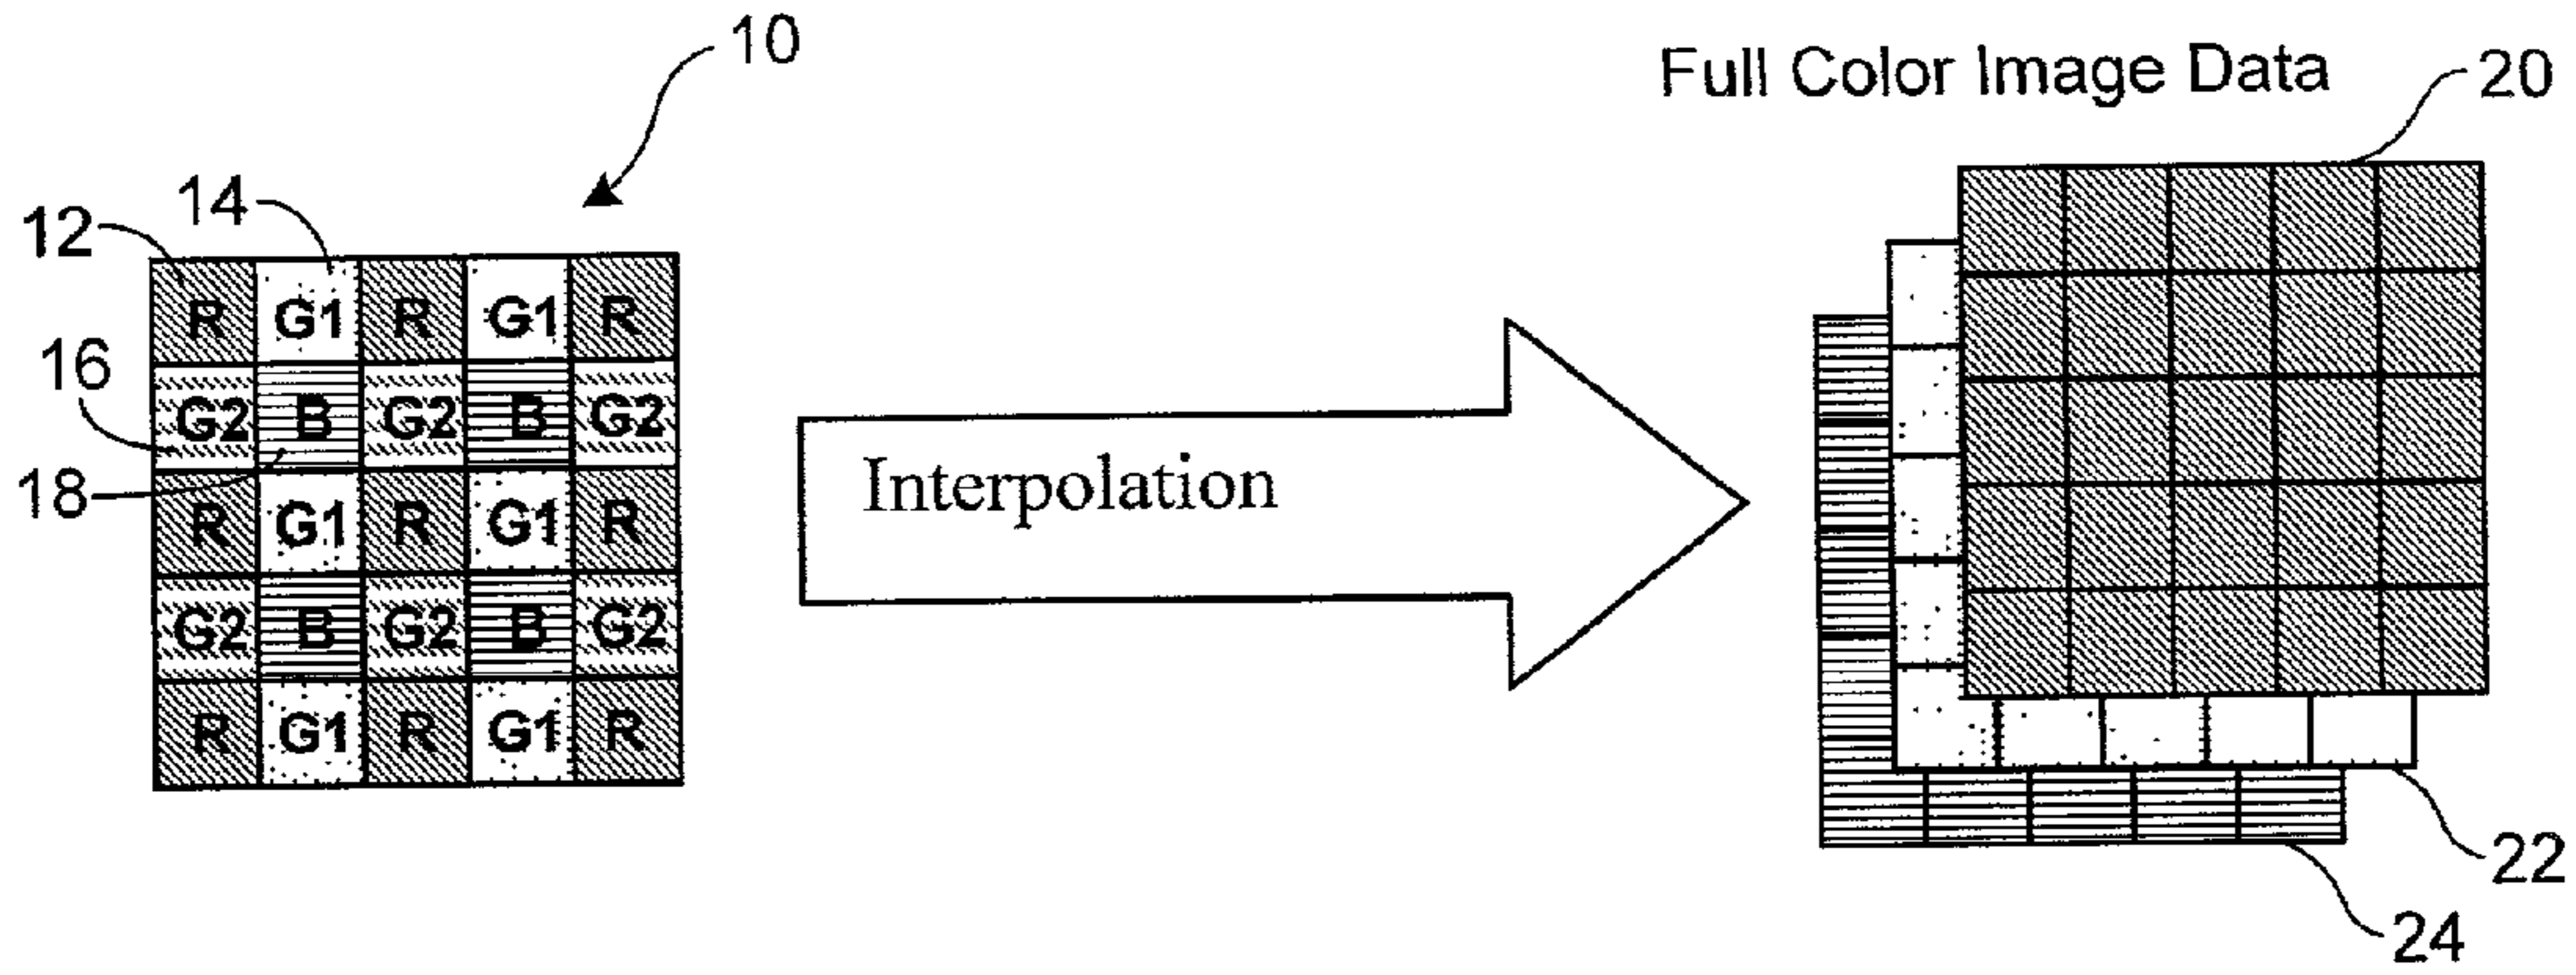 10
Full Color Image Data
20
14
12
R G1 R G1 R
16
G2 B G2 B G2
18
R G1 R G1 R
G2 B G2 B G2
R G1 R G1 R
Interpolation
22
24